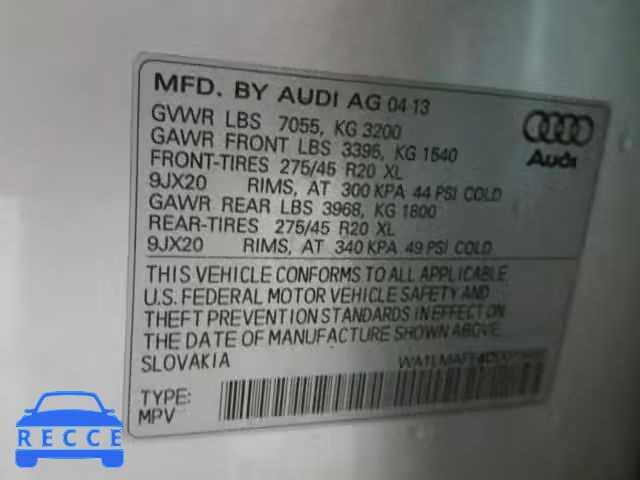 MFD. BY AUDI AG 04 13
GVWR LBS 7055, KG 3200
GAWR FRONT LBS 3395, KG 1540
FRONT-TIRES 275/45 R20 XL
9JX20 RIMS, AT 300 KPA 44 PSI COLD
GAWR REAR LBS 3968, KG 1800
REAR-TIRES 275/45 R20 XL
9JX20 RIMS, AT 340 KPA 49 PSI COLD
Audi
THIS VEHICLE CONFORMS TO ALL APPLICABLE
U.S. FEDERAL MOTOR VEHICLE SAFETY AND
THEFT PREVENTION STANDARDS IN EFFECT ON
THE DATE OF MANUFACTURE SHOWN ABOVE.
SLOVAKIA
TYPE:
MPV
RECCE